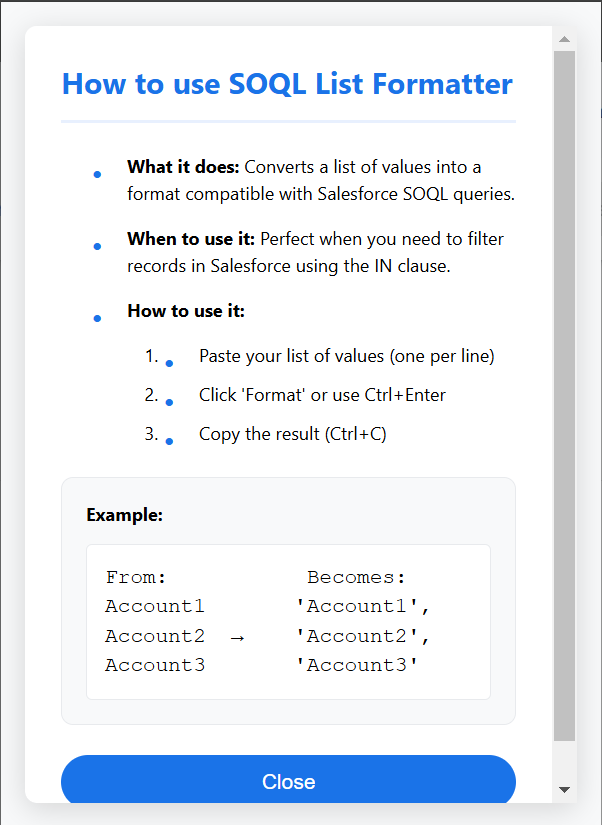 How to use SOQL List Formatter
• What it does: Converts a list of values into a
format compatible with Salesforce SOQL queries.
• When to use it: Perfect when you need to filter
records in Salesforce using the IN clause.
• How to use it:
1. • Paste your list of values (one per line)
2. • Click 'Format' or use Ctrl+Enter
3. • Copy the result (Ctrl+C)
Example:
From: Becomes:
Account1 'Account1',
Account2 → 'Account2',
Account3 'Account3'
Close